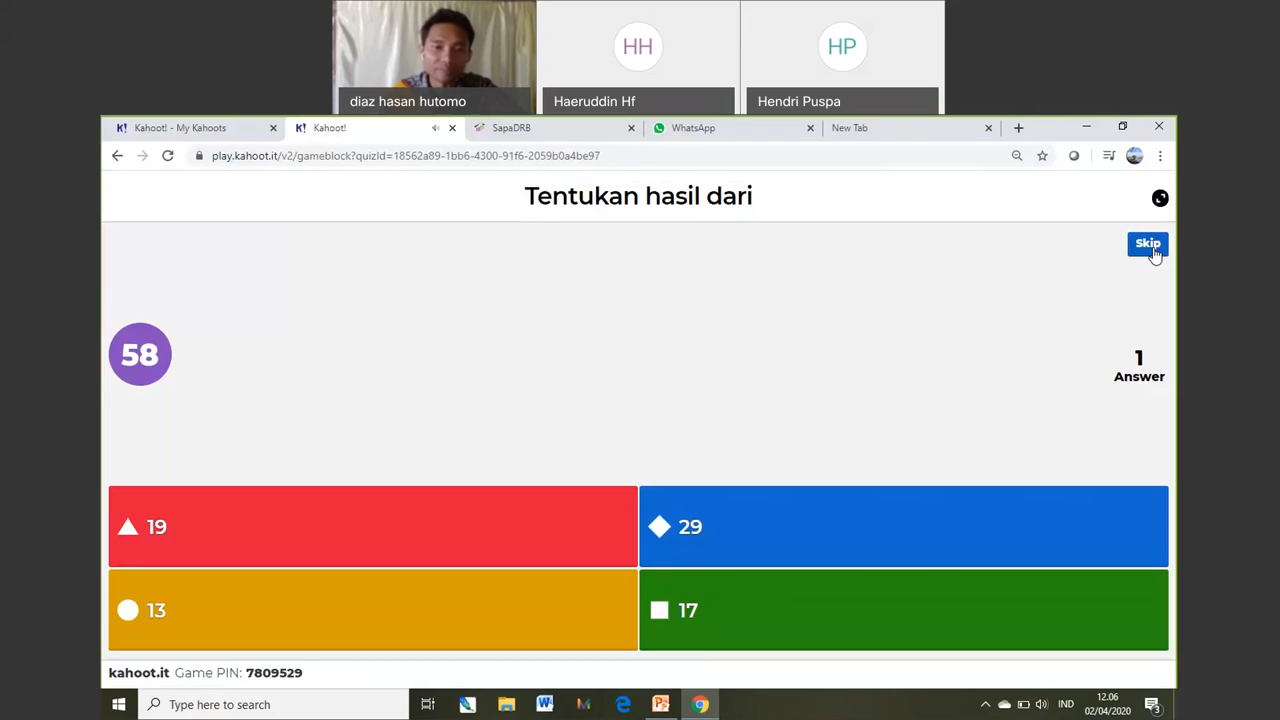 HH
HP
diaz hasan hutomo
Haeruddin Hf
Hendri Puspa
K! Kahoot! - My Kahoots
K! Kahoot!
SapaDRB
WhatsApp
New Tab
play.kahoot.it/v2/gameblock?quizId=18562a89-1bb6-4300-91f6-2059b0a4be97
Tentukan hasil dari
Skip
58
1
Answer
19
29
13
17
kahoot.it Game PIN: 7809529
Type here to search
IND
12.06
02/04/2020
3